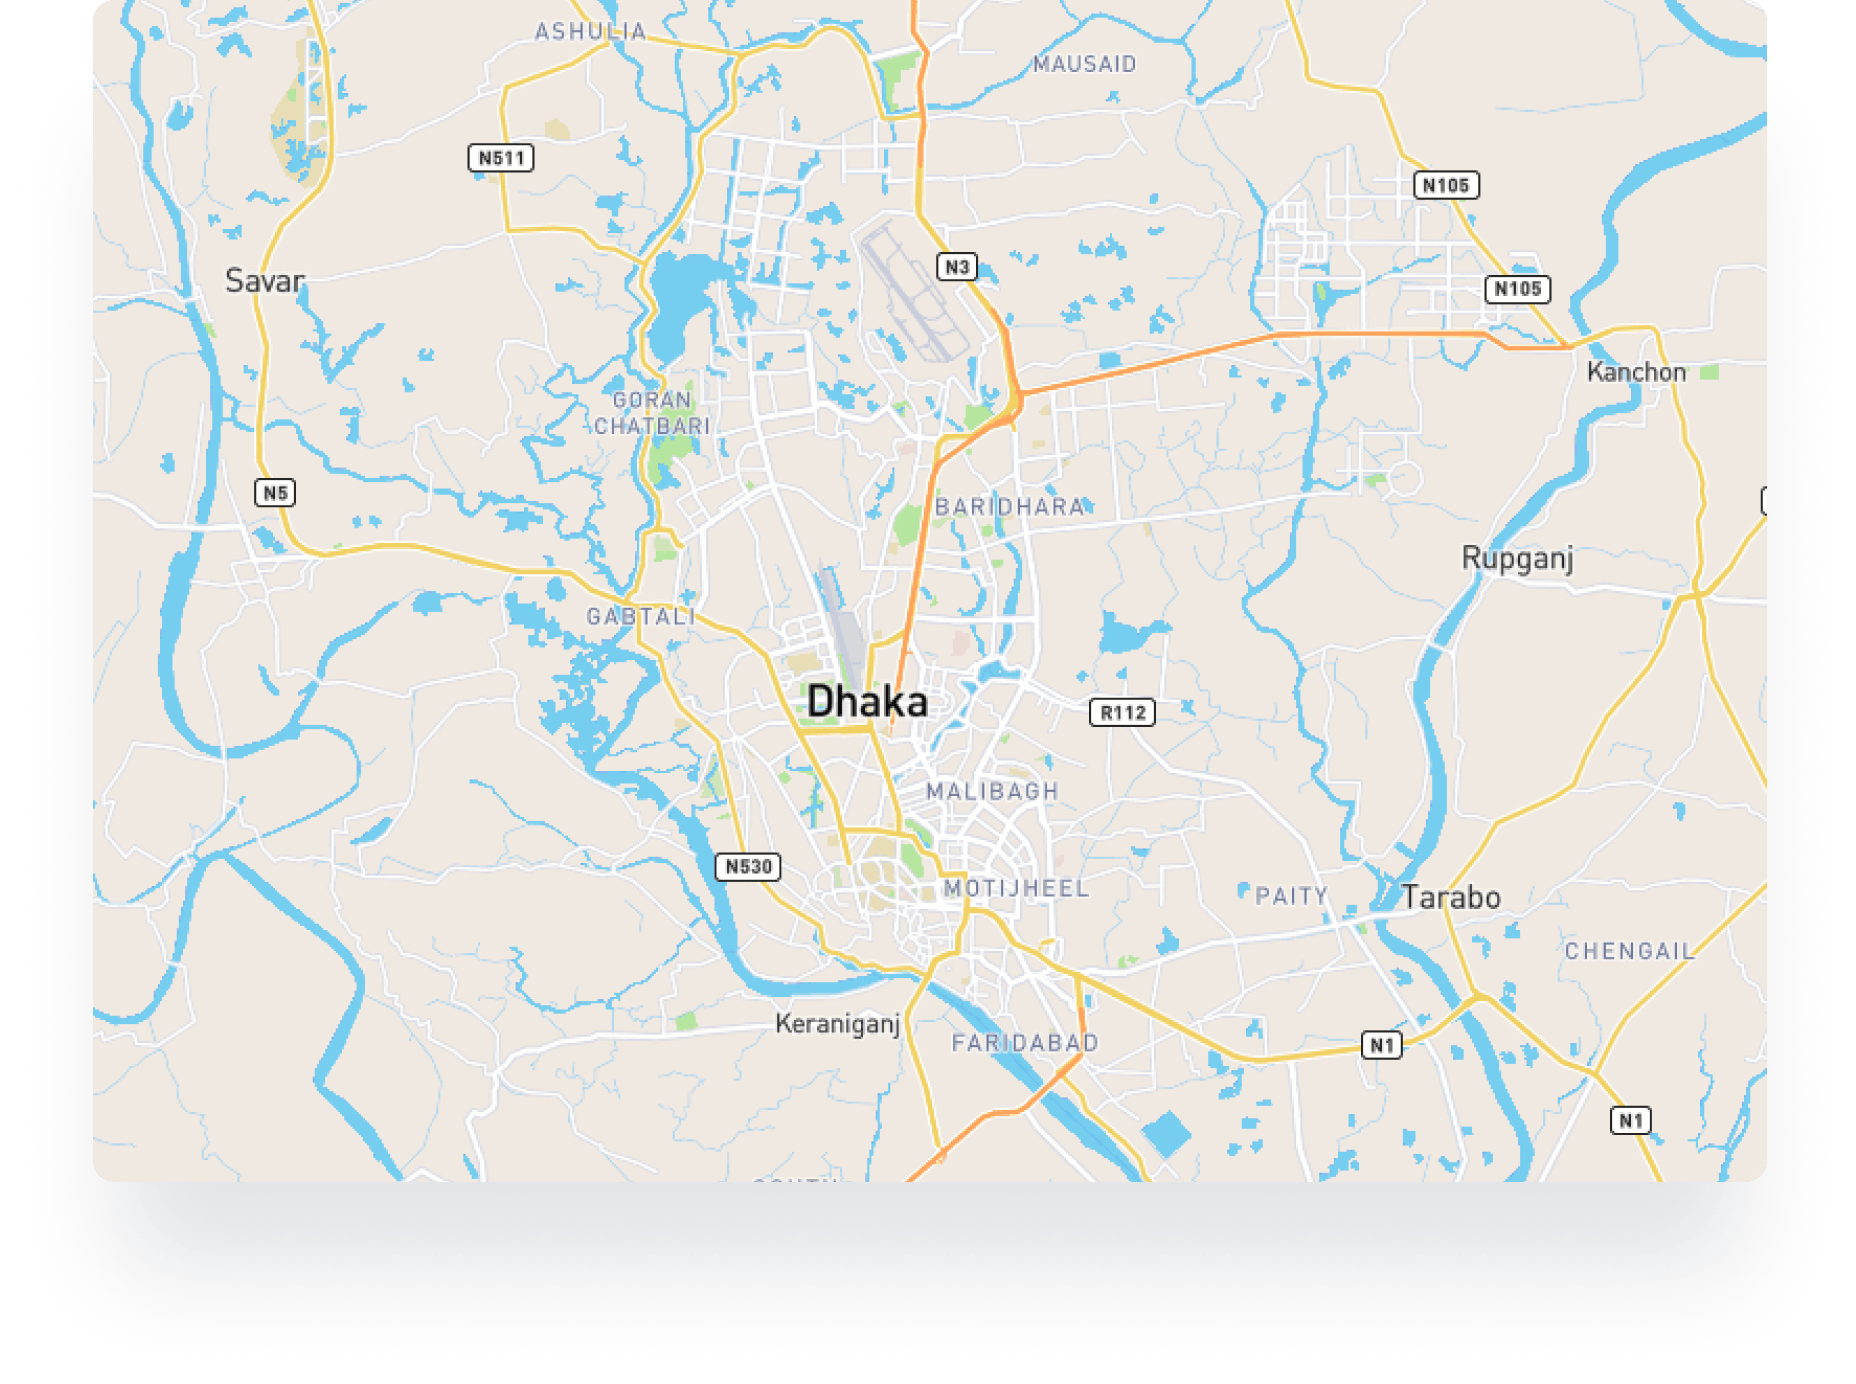 ASHULIA
MAUSAID
N511
N105
N3
Savar
N105
Kanchon
GORAN
CHATBARI
N5
BARIDHARA
Rupganj
GABTALI
Dhaka
R112
MALIBAGH
N530
MOTIJHEEL
PAITY
Tarabo
CHENGAIL
Keraniganj
FARIDABAD
N1
N1